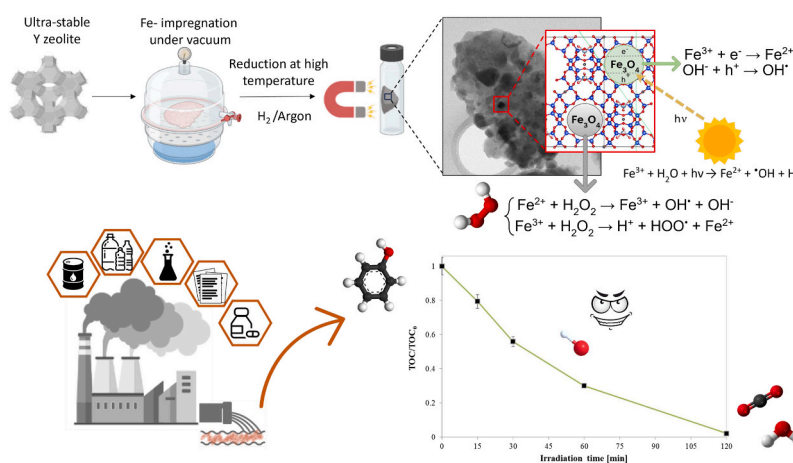 Ultra-stable
Y zeolite
Fe- impregnation
under vacuum
Reduction at high
temperature
H₂/Argon
e⁻
Fe₃O₄
h⁺
Fe₃O₄
Fe³⁺ + e⁻ → Fe²⁺
OH⁻ + h⁺ → OH•
hν
Fe³⁺ + H₂O + hν → Fe²⁺ + •OH + H
Fe²⁺ + H₂O₂ → Fe³⁺ + OH• + OH⁻
Fe³⁺ + H₂O₂ → H⁺ + HOO• + Fe²⁺
TOC/TOC₀
1
0.8
0.6
0.4
0.2
0
0 15 30 45 60 75 90 105 120
Irradiation time [min]